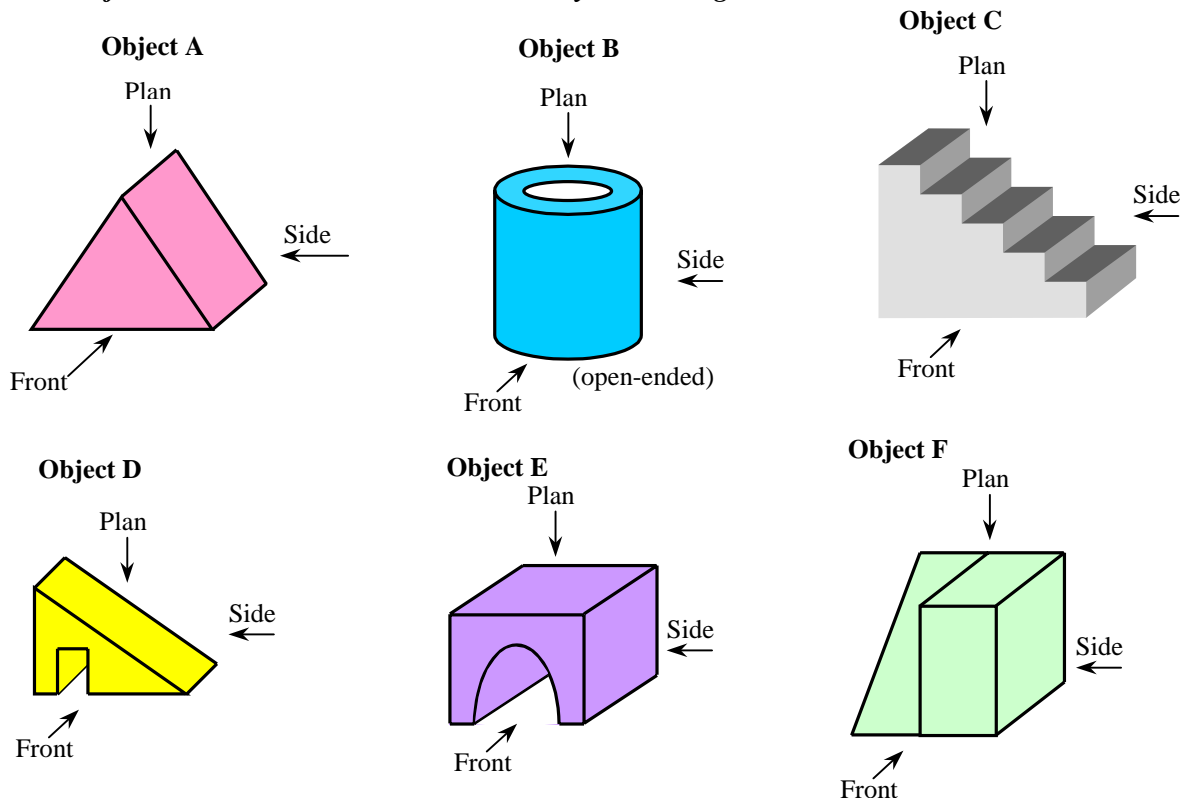 Object A
Plan
Side
Front
Object B
Plan
Side
(open-ended)
Front
Object C
Plan
Side
Front
Object D
Plan
Side
Front
Object E
Plan
Side
Front
Object F
Plan
Side
Front